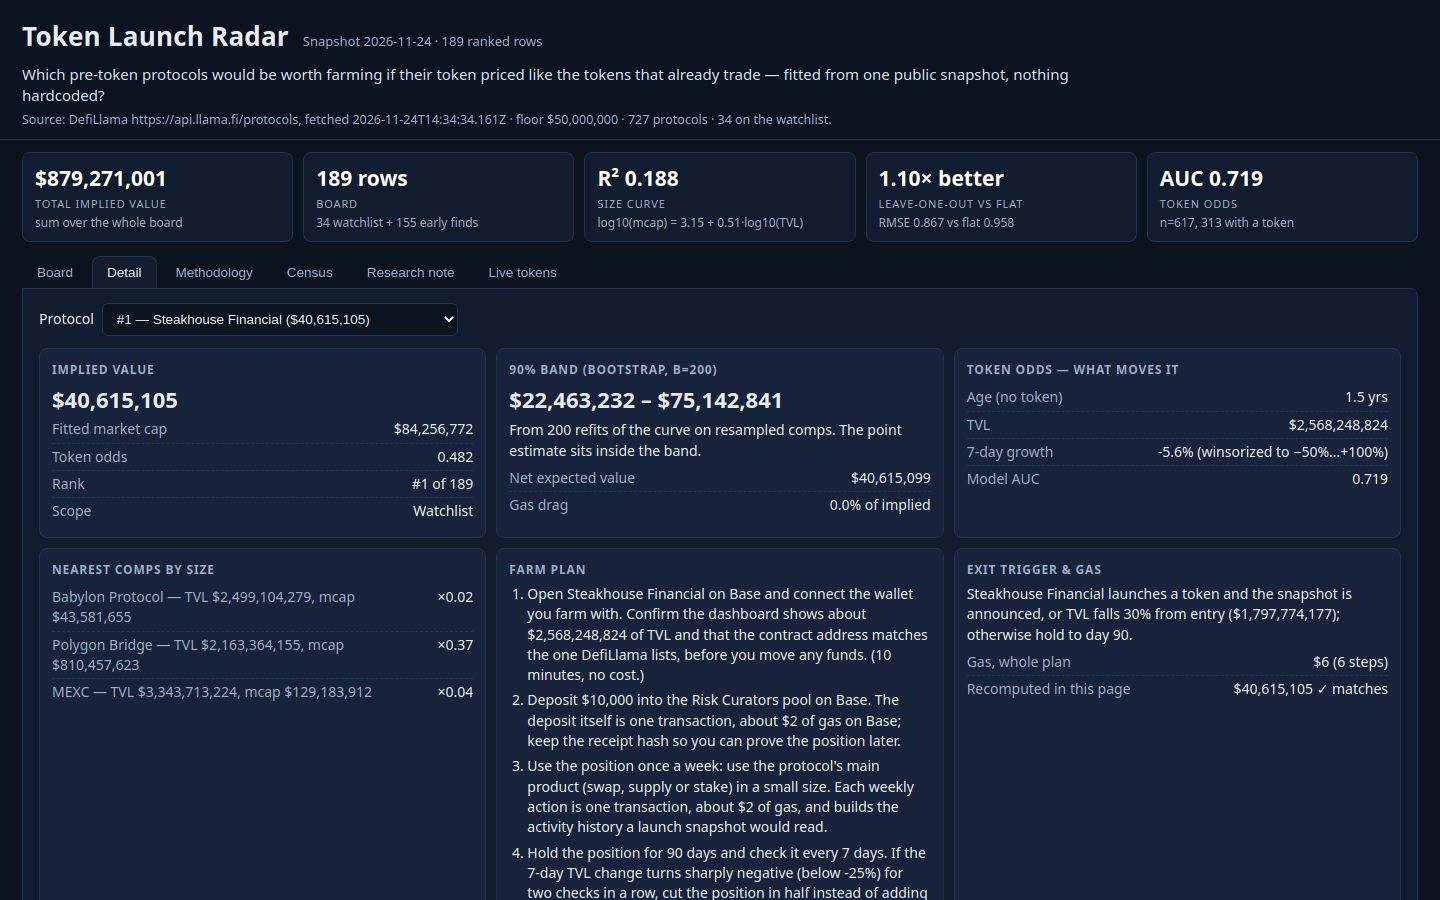 Token Launch Radar Snapshot 2026-11-24 · 189 ranked rows
Which pre-token protocols would be worth farming if their token priced like the tokens that already trade — fitted from one public snapshot, nothing
hardcoded?
Source: DefiLlama https://api.llama.fi/protocols, fetched 2026-11-24T14:34:34.161Z · floor $50,000,000 · 727 protocols · 34 on the watchlist.
$879,271,001
TOTAL IMPLIED VALUE
sum over the whole board
189 rows
BOARD
34 watchlist + 155 early finds
R² 0.188
SIZE CURVE
log10(mcap) = 3.15 + 0.51·log10(TVL)
1.10× better
LEAVE-ONE-OUT VS FLAT
RMSE 0.867 vs flat 0.958
AUC 0.719
TOKEN ODDS
n=617, 313 with a token
Board Detail Methodology Census Research note Live tokens
Protocol #1 — Steakhouse Financial ($40,615,105)
IMPLIED VALUE
$40,615,105
Fitted market cap $84,256,772
Token odds 0.482
Rank #1 of 189
Scope Watchlist
90% BAND (BOOTSTRAP, B=200)
$22,463,232 – $75,142,841
From 200 refits of the curve on resampled comps. The point
estimate sits inside the band.
Net expected value $40,615,099
Gas drag 0.0% of implied
TOKEN ODDS — WHAT MOVES IT
Age (no token) 1.5 yrs
TVL $2,568,248,824
7-day growth -5.6% (winsorized to −50%…+100%)
Model AUC 0.719
NEAREST COMPS BY SIZE
Babylon Protocol — TVL $2,499,104,279, mcap ×0.02
$43,581,655
Polygon Bridge — TVL $2,163,364,155, mcap ×0.37
$810,457,623
MEXC — TVL $3,343,713,224, mcap $129,183,912 ×0.04
FARM PLAN
1. Open Steakhouse Financial on Base and connect the wallet
you farm with. Confirm the dashboard shows about
$2,568,248,824 of TVL and that the contract address matches
the one DefiLlama lists, before you move any funds. (10
minutes, no cost.)
2. Deposit $10,000 into the Risk Curators pool on Base. The
deposit itself is one transaction, about $2 of gas on Base;
keep the receipt hash so you can prove the position later.
3. Use the position once a week: use the protocol's main
product (swap, supply or stake) in a small size. Each weekly
action is one transaction, about $2 of gas, and builds the
activity history a launch snapshot would read.
4. Hold the position for 90 days and check it every 7 days. If the
7-day TVL change turns sharply negative (below -25%) for
two checks in a row, cut the position in half instead of adding
EXIT TRIGGER & GAS
Steakhouse Financial launches a token and the snapshot is
announced, or TVL falls 30% from entry ($1,797,774,177);
otherwise hold to day 90.
Gas, whole plan $6 (6 steps)
Recomputed in this page $40,615,105 ✓ matches